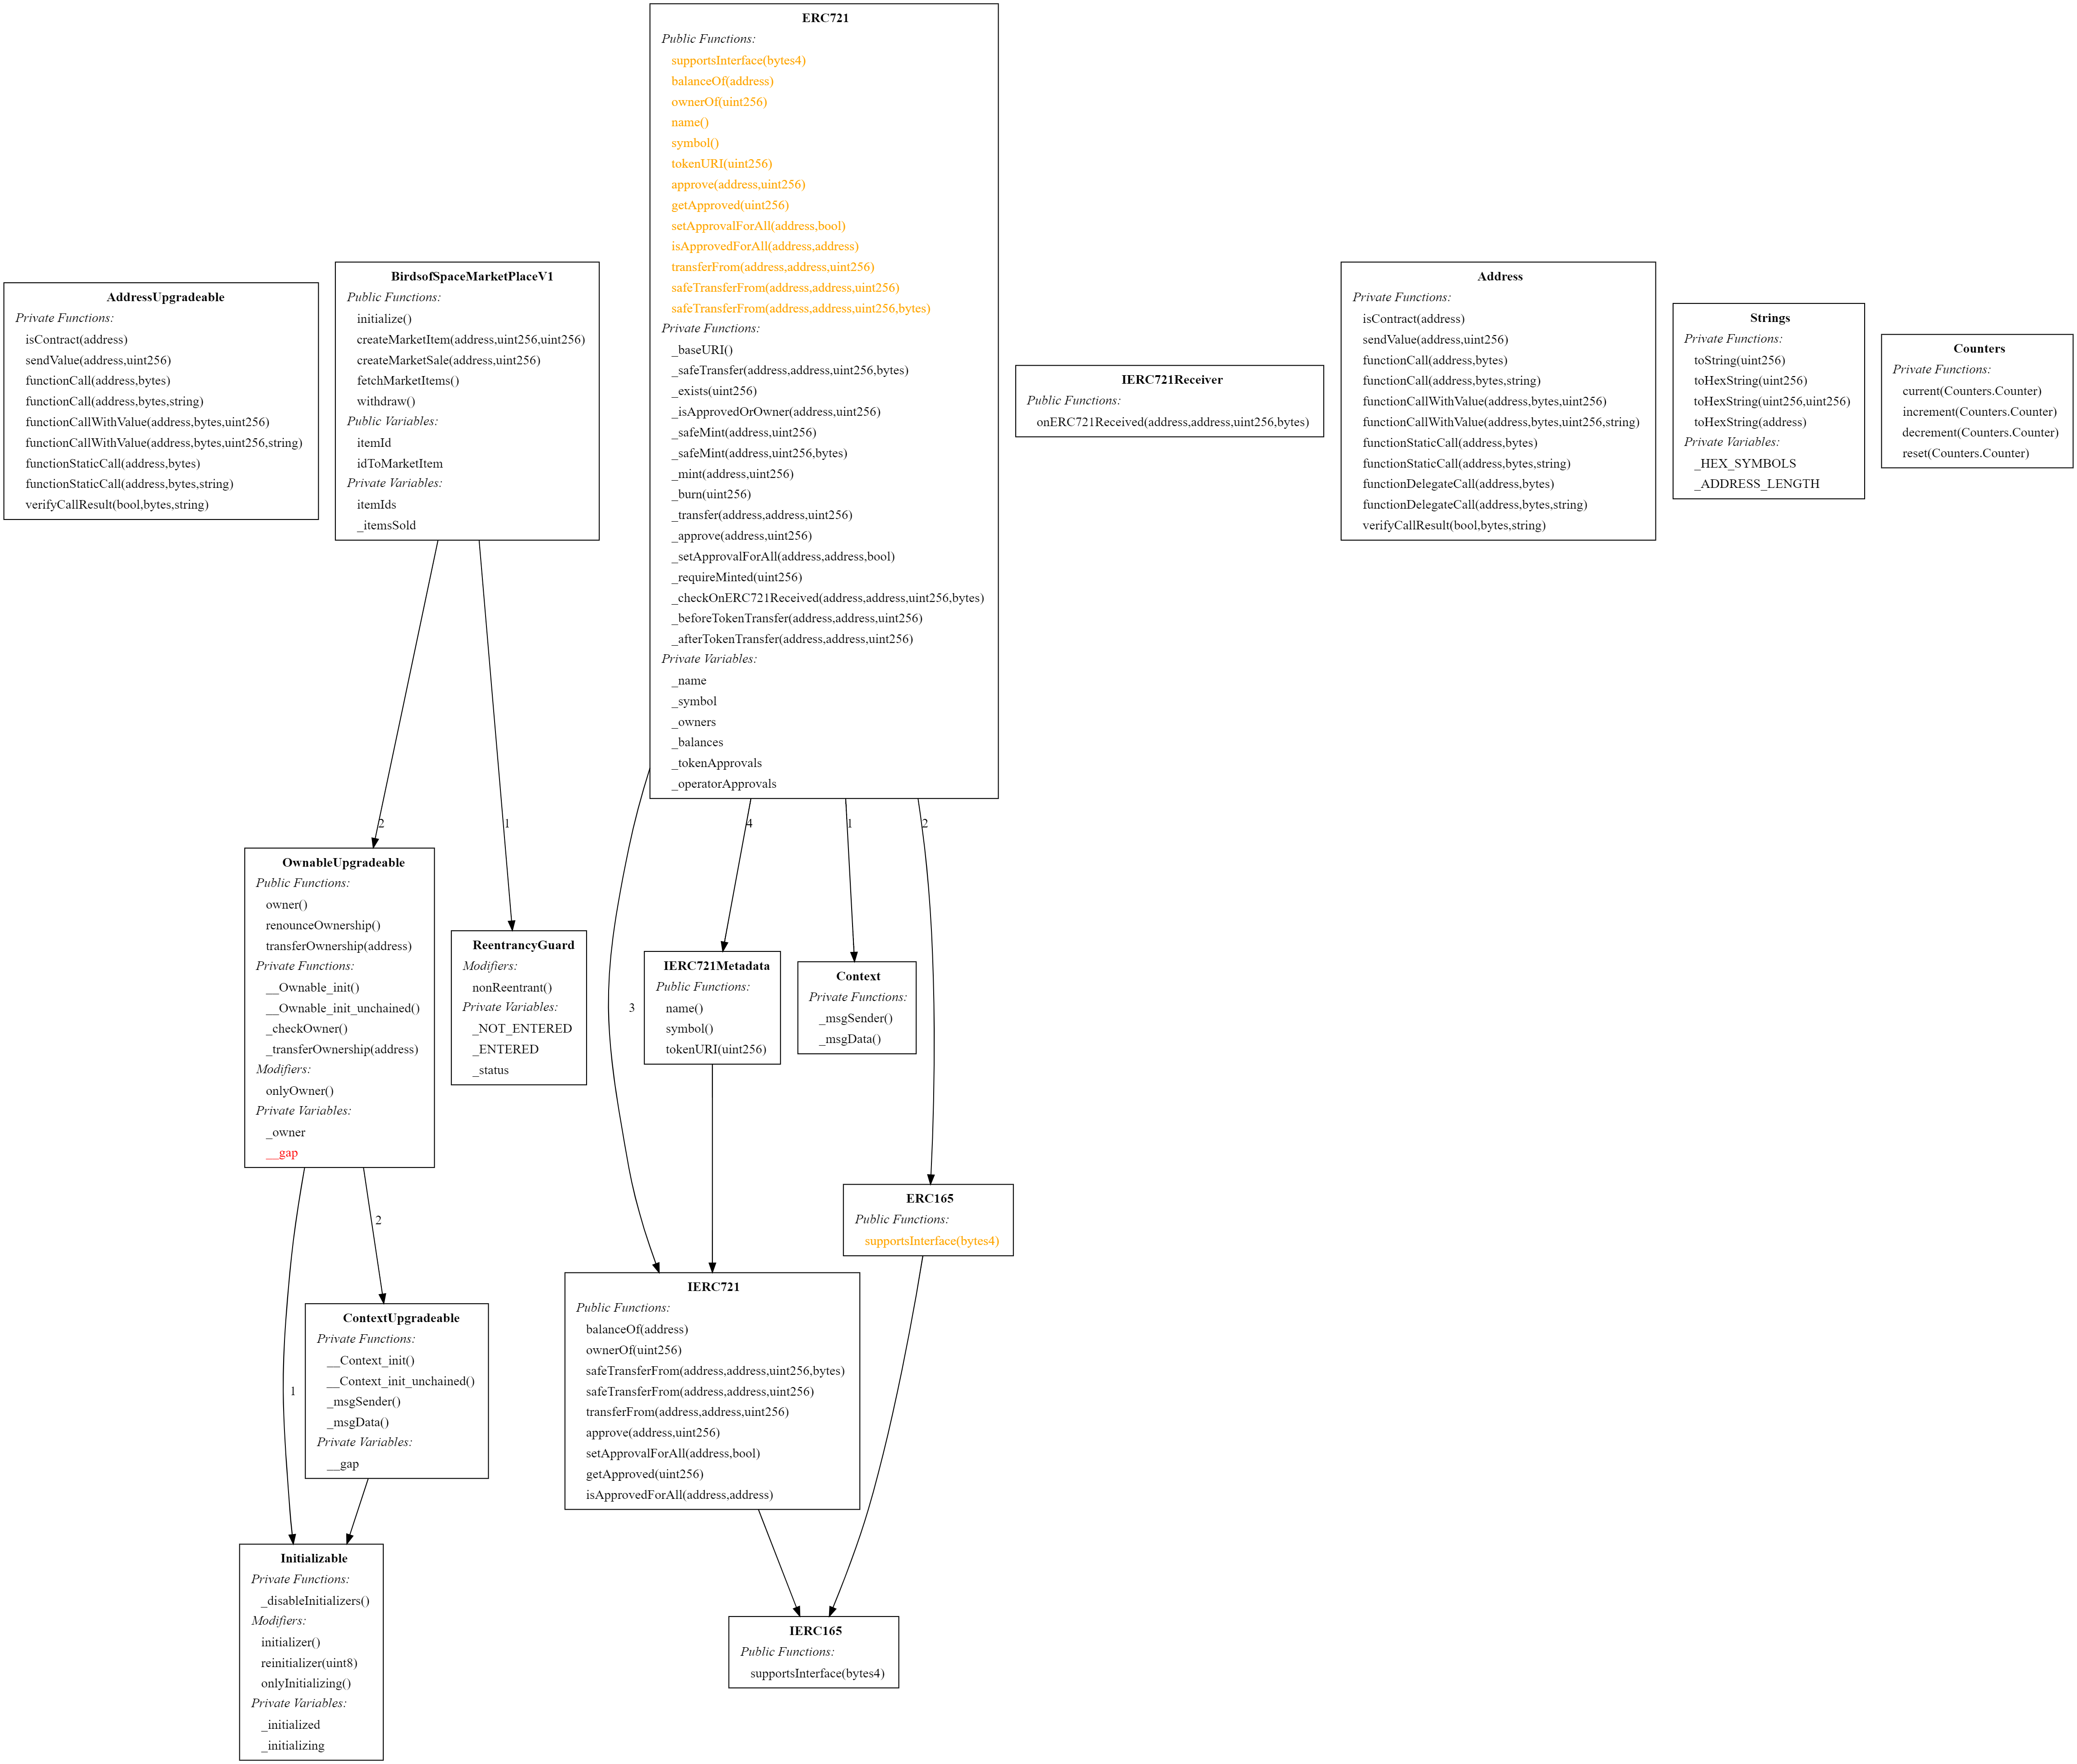 AddressUpgradeable
Private Functions:
isContract(address)
sendValue(address,uint256)
functionCall(address,bytes)
functionCall(address,bytes,string)
functionCallWithValue(address,bytes,uint256)
functionCallWithValue(address,bytes,uint256,string)
functionStaticCall(address,bytes)
functionStaticCall(address,bytes,string)
verifyCallResult(bool,bytes,string)
BirdsofSpaceMarketPlaceV1
Public Functions:
initialize()
createMarketItem(address,uint256,uint256)
createMarketSale(address,uint256)
fetchMarketItems()
withdraw()
Public Variables:
itemId
idToMarketItem
Private Variables:
itemIds
_itemsSold
ERC721
Public Functions:
supportsInterface(bytes4)
balanceOf(address)
ownerOf(uint256)
name()
symbol()
tokenURI(uint256)
approve(address,uint256)
getApproved(uint256)
setApprovalForAll(address,bool)
isApprovedForAll(address,address)
transferFrom(address,address,uint256)
safeTransferFrom(address,address,uint256)
safeTransferFrom(address,address,uint256,bytes)
Private Functions:
_baseURI()
_safeTransfer(address,address,uint256,bytes)
_exists(uint256)
_isApprovedOrOwner(address,uint256)
_safeMint(address,uint256)
_safeMint(address,uint256,bytes)
_mint(address,uint256)
_burn(uint256)
_transfer(address,address,uint256)
_approve(address,uint256)
_setApprovalForAll(address,address,bool)
_requireMinted(uint256)
_checkOnERC721Received(address,address,uint256,bytes)
_beforeTokenTransfer(address,address,uint256)
_afterTokenTransfer(address,address,uint256)
Private Variables:
_name
_symbol
_owners
_balances
_tokenApprovals
_operatorApprovals
IERC721Receiver
Public Functions:
onERC721Received(address,address,uint256,bytes)
Address
Private Functions:
isContract(address)
sendValue(address,uint256)
functionCall(address,bytes)
functionCall(address,bytes,string)
functionCallWithValue(address,bytes,uint256)
functionCallWithValue(address,bytes,uint256,string)
functionStaticCall(address,bytes)
functionStaticCall(address,bytes,string)
functionDelegateCall(address,bytes)
functionDelegateCall(address,bytes,string)
verifyCallResult(bool,bytes,string)
Strings
Private Functions:
toString(uint256)
toHexString(uint256)
toHexString(uint256,uint256)
toHexString(address)
Private Variables:
_HEX_SYMBOLS
_ADDRESS_LENGTH
Counters
Private Functions:
current(Counters.Counter)
increment(Counters.Counter)
decrement(Counters.Counter)
reset(Counters.Counter)
2
1
4
1
2
OwnableUpgradeable
Public Functions:
owner()
renounceOwnership()
transferOwnership(address)
Private Functions:
__Ownable_init()
__Ownable_init_unchained()
_checkOwner()
_transferOwnership(address)
Modifiers:
onlyOwner()
Private Variables:
_owner
__gap
ReentrancyGuard
Modifiers:
nonReentrant()
Private Variables:
_NOT_ENTERED
_ENTERED
_status
3
IERC721Metadata
Public Functions:
name()
symbol()
tokenURI(uint256)
Context
Private Functions:
_msgSender()
_msgData()
2
ERC165
Public Functions:
supportsInterface(bytes4)
1
ContextUpgradeable
Private Functions:
__Context_init()
__Context_init_unchained()
_msgSender()
_msgData()
Private Variables:
__gap
IERC721
Public Functions:
balanceOf(address)
ownerOf(uint256)
safeTransferFrom(address,address,uint256,bytes)
safeTransferFrom(address,address,uint256)
transferFrom(address,address,uint256)
approve(address,uint256)
setApprovalForAll(address,bool)
getApproved(uint256)
isApprovedForAll(address,address)
Initializable
Private Functions:
_disableInitializers()
Modifiers:
initializer()
reinitializer(uint8)
onlyInitializing()
Private Variables:
_initialized
_initializing
IERC165
Public Functions:
supportsInterface(bytes4)